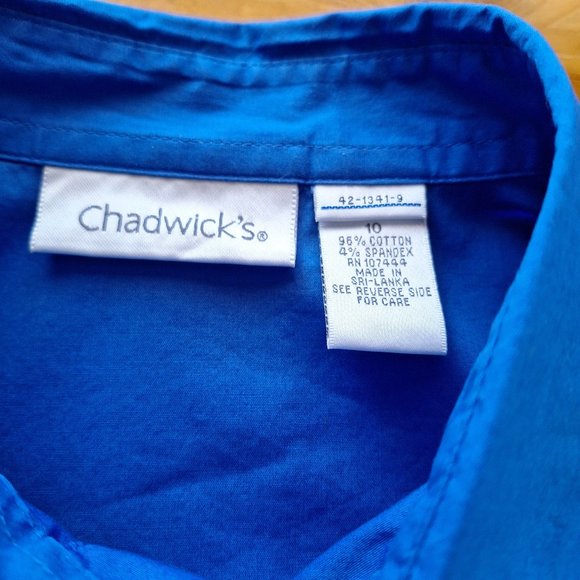 Chadwick's®
42-1341-9
10
96% COTTON
4% SPANDEX
RN 107444
MADE IN
SRI-LANKA
SEE REVERSE SIDE
FOR CARE